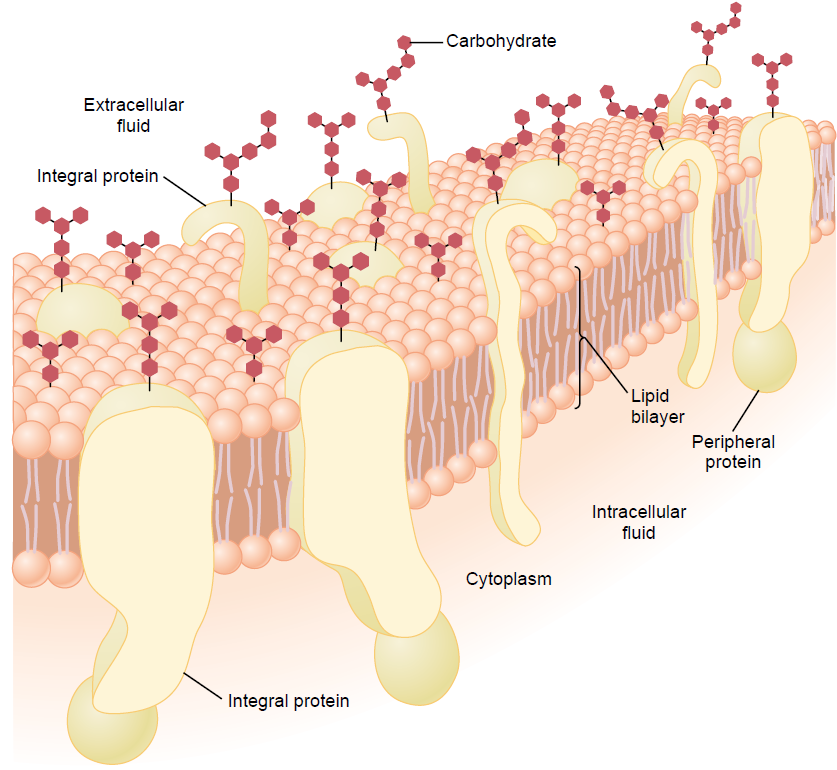 Carbohydrate
Extracellular
fluid
Integral protein
Lipid
bilayer
Peripheral
protein
Intracellular
fluid
Cytoplasm
Integral protein